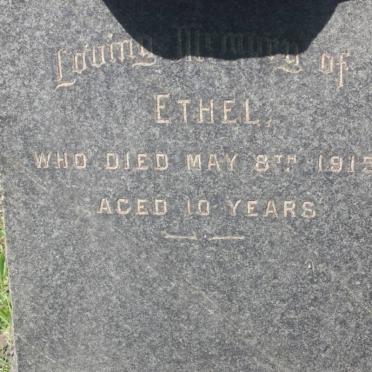 Loving Memory of
ETHEL,
WHO DIED MAY 8TH 1915
AGED 10 YEARS